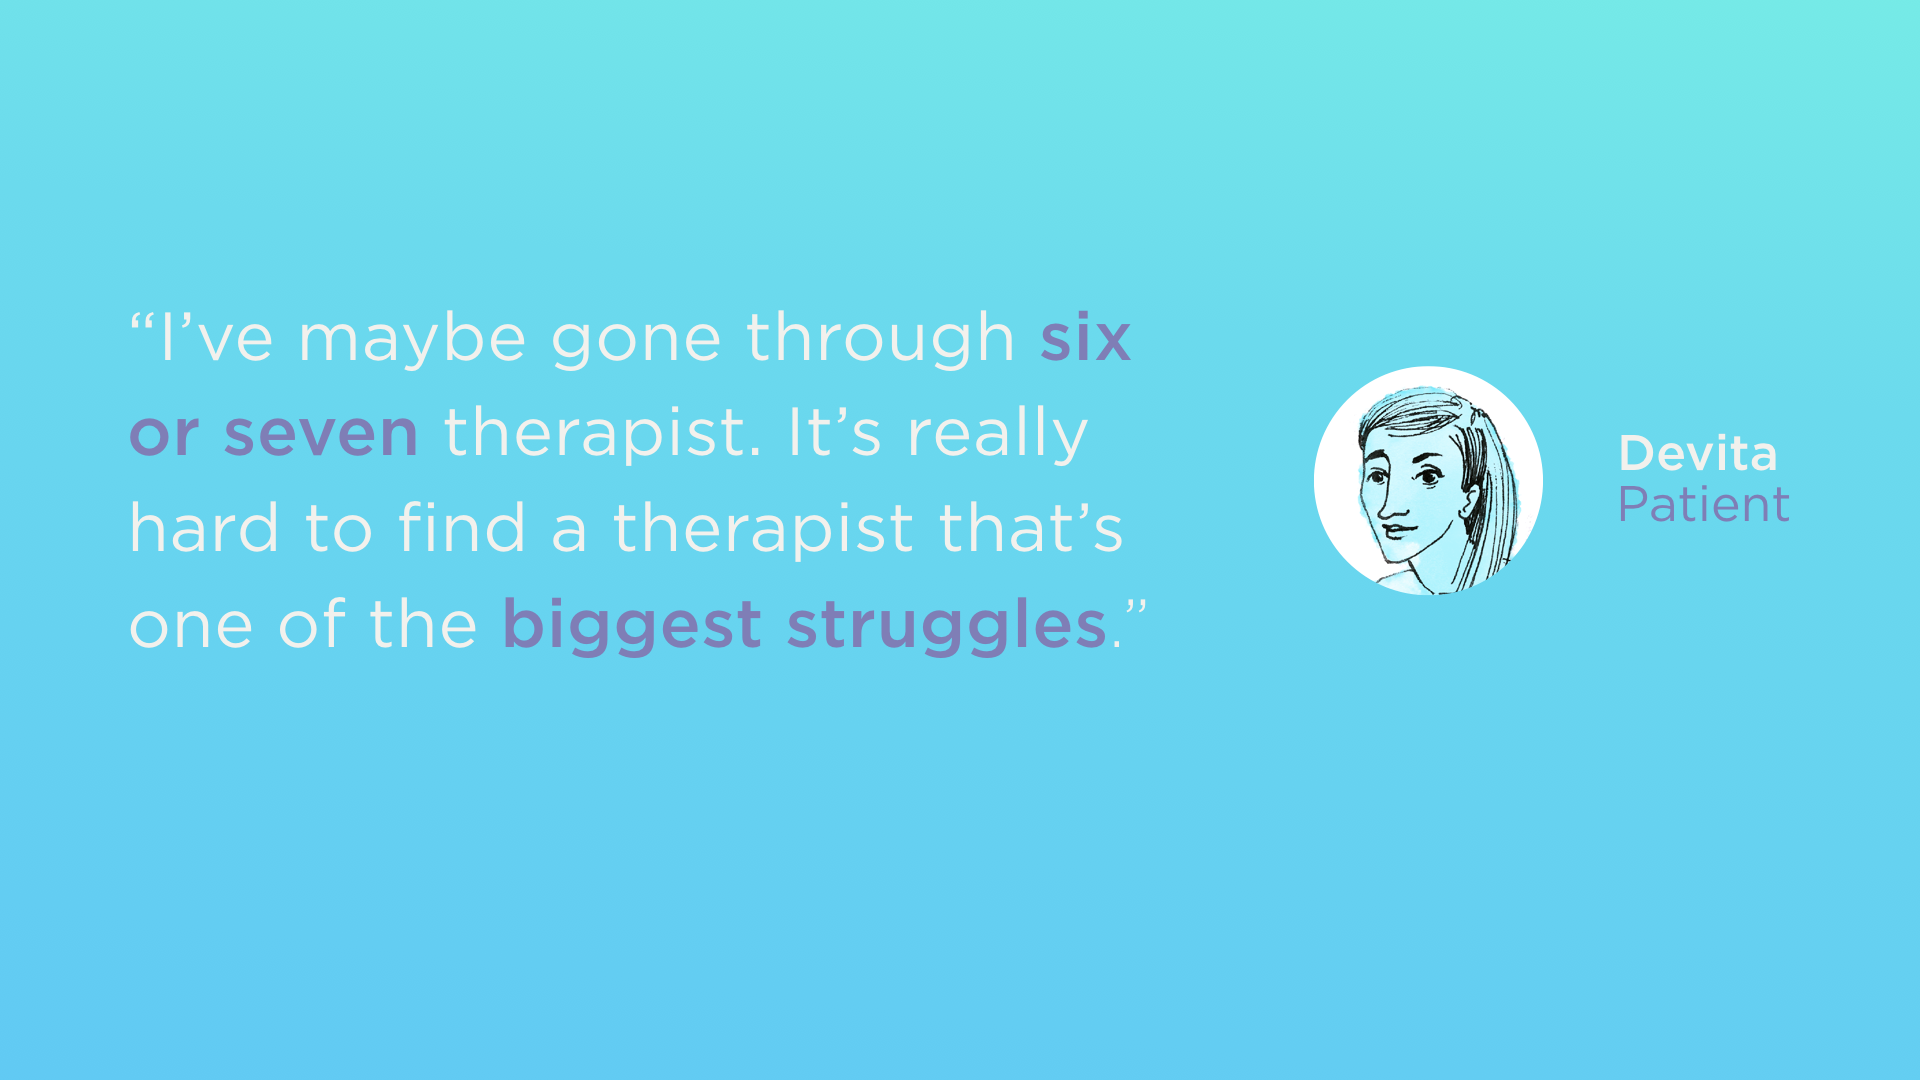 “I’ve maybe gone through six
or seven therapist. It’s really
hard to find a therapist that’s
one of the biggest struggles.”
Devita
Patient